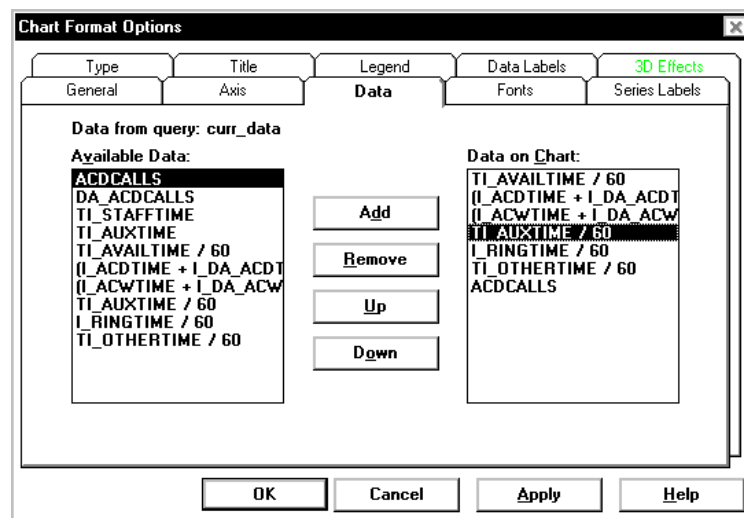 Chart Format Options
Type Title Legend Data Labels 3D Effects
General Axis Data Fonts Series Labels
Data from query: curr_data
Available Data:
ACDCALLS
DA_ACDCALLS
TI_STAFFTIME
TI_AUXTIME
TI_AVAILTIME / 60
(I_ACDTIME + I_DA_ACDT
(I_ACWTIME + I_DA_ACW
TI_AUXTIME / 60
I_RINGTIME / 60
TI_OTHERTIME / 60
Add
Remove
Up
Down
Data on Chart:
TI_AVAILTIME / 60
(I_ACDTIME + I_DA_ACDT
(I_ACWTIME + I_DA_ACW
TI_AUXTIME / 60
I_RINGTIME / 60
TI_OTHERTIME / 60
ACDCALLS
OK Cancel Apply Help